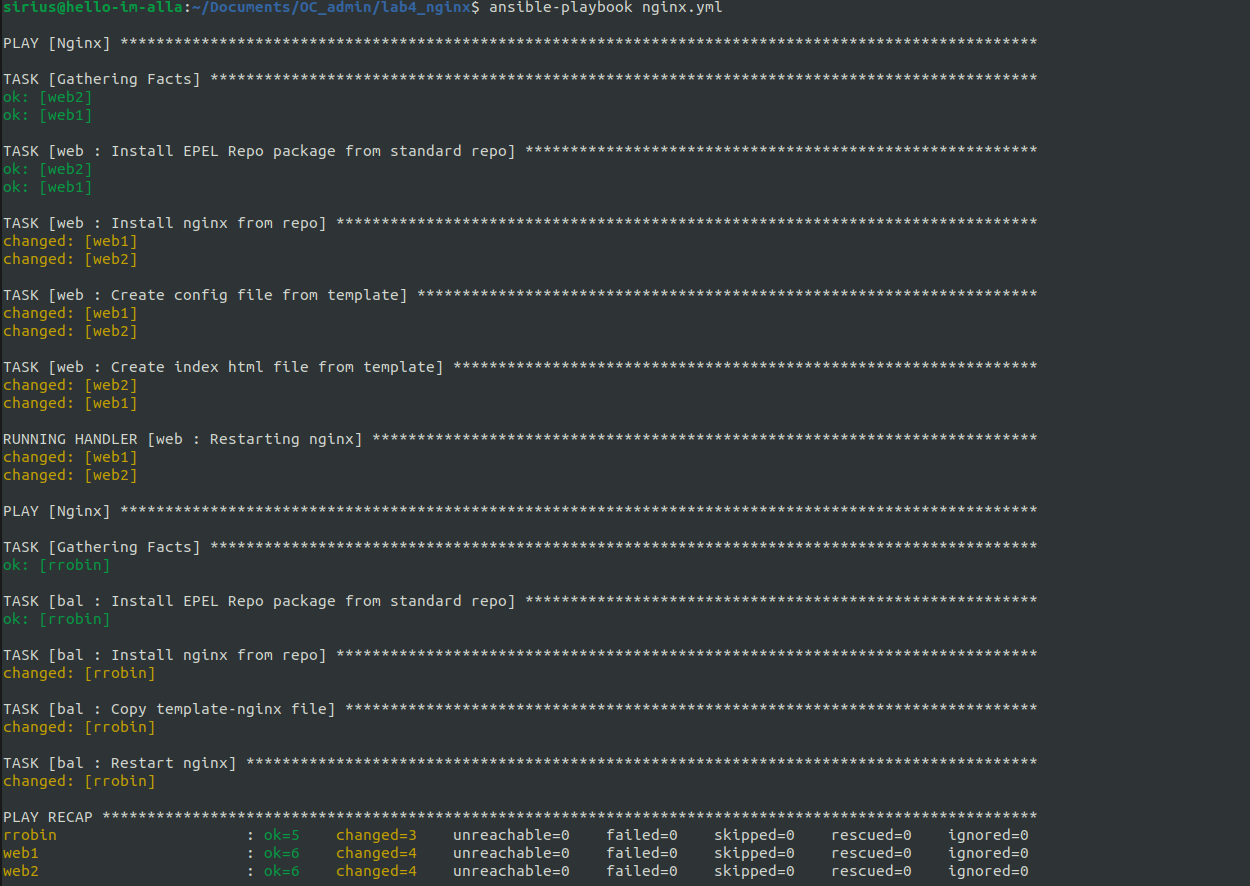 sirius@hello-im-alla:~/Documents/OC_admin/lab4_nginx$ ansible-playbook nginx.yml
PLAY [Nginx] ******************************************************************************************************
TASK [Gathering Facts] ********************************************************************************************
ok: [web2]
ok: [web1]
TASK [web : Install EPEL Repo package from standard repo] *********************************************************
ok: [web2]
ok: [web1]
TASK [web : Install nginx from repo] ******************************************************************************
changed: [web1]
changed: [web2]
TASK [web : Create config file from template] *********************************************************************
changed: [web1]
changed: [web2]
TASK [web : Create index html file from template] *****************************************************************
changed: [web2]
changed: [web1]
RUNNING HANDLER [web : Restarting nginx] **************************************************************************
changed: [web1]
changed: [web2]
PLAY [Nginx] ******************************************************************************************************
TASK [Gathering Facts] ********************************************************************************************
ok: [rrobin]
TASK [bal : Install EPEL Repo package from standard repo] *********************************************************
ok: [rrobin]
TASK [bal : Install nginx from repo] ******************************************************************************
changed: [rrobin]
TASK [bal : Copy template-nginx file] *****************************************************************************
changed: [rrobin]
TASK [bal : Restart nginx] ****************************************************************************************
changed: [rrobin]
PLAY RECAP ********************************************************************************************************
rrobin                     : ok=5    changed=3    unreachable=0    failed=0    skipped=0    rescued=0    ignored=0
web1                       : ok=6    changed=4    unreachable=0    failed=0    skipped=0    rescued=0    ignored=0
web2                       : ok=6    changed=4    unreachable=0    failed=0    skipped=0    rescued=0    ignored=0